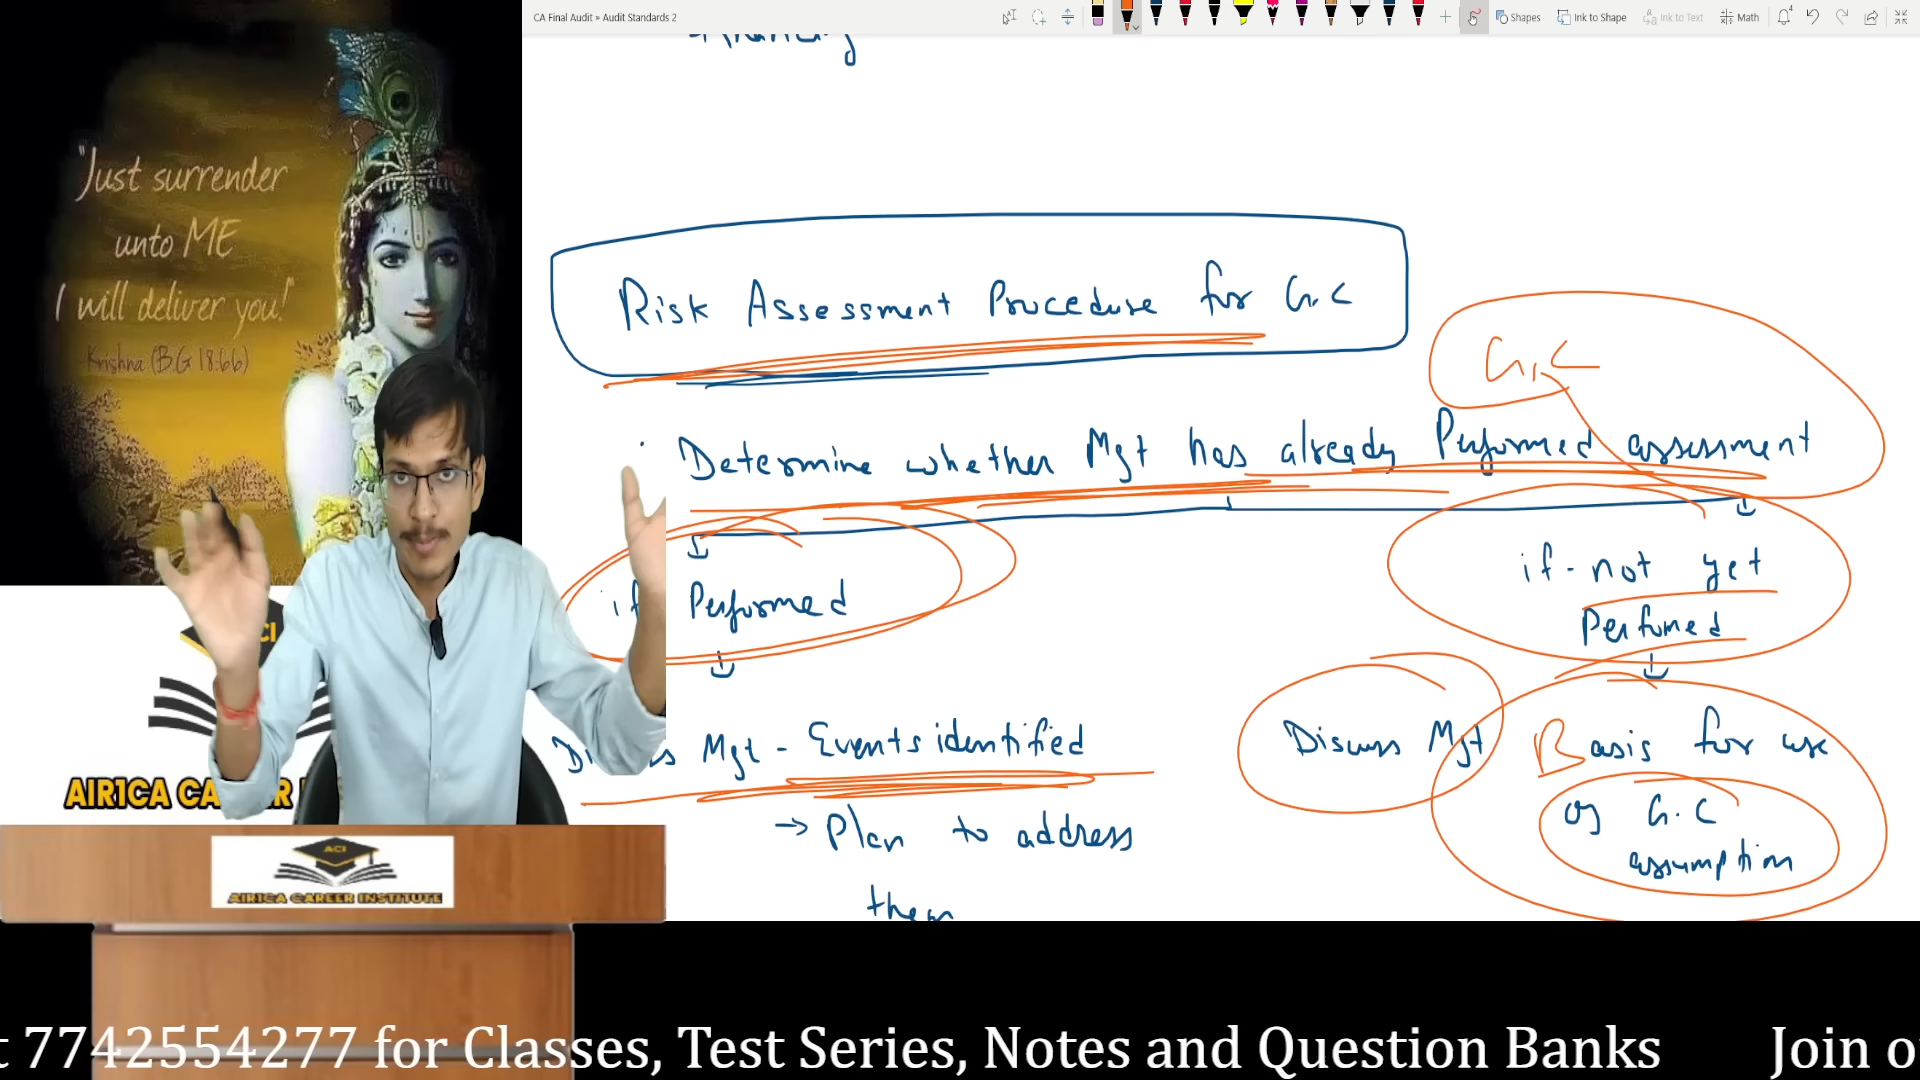 CA Final Audit » Audit Standards 2
Shapes
Ink to Shape
Ink to Text
Math
"Just surrender
unto ME
I will deliver you!"
-Krishna (B.G 18:66)
Risk Assessment Procedure for G.C
G.C
Determine whether Mgt has already Performed assessment
if Performed
if - not yet
Performed
Mgt - Events identified
→ Plan to address
them
Discuss Mgt
Basis for use
of G.C
assumption
ACI
AIR1CA CAREER INSTITUTE
7742554277 for Classes, Test Series, Notes and Question Banks
Join